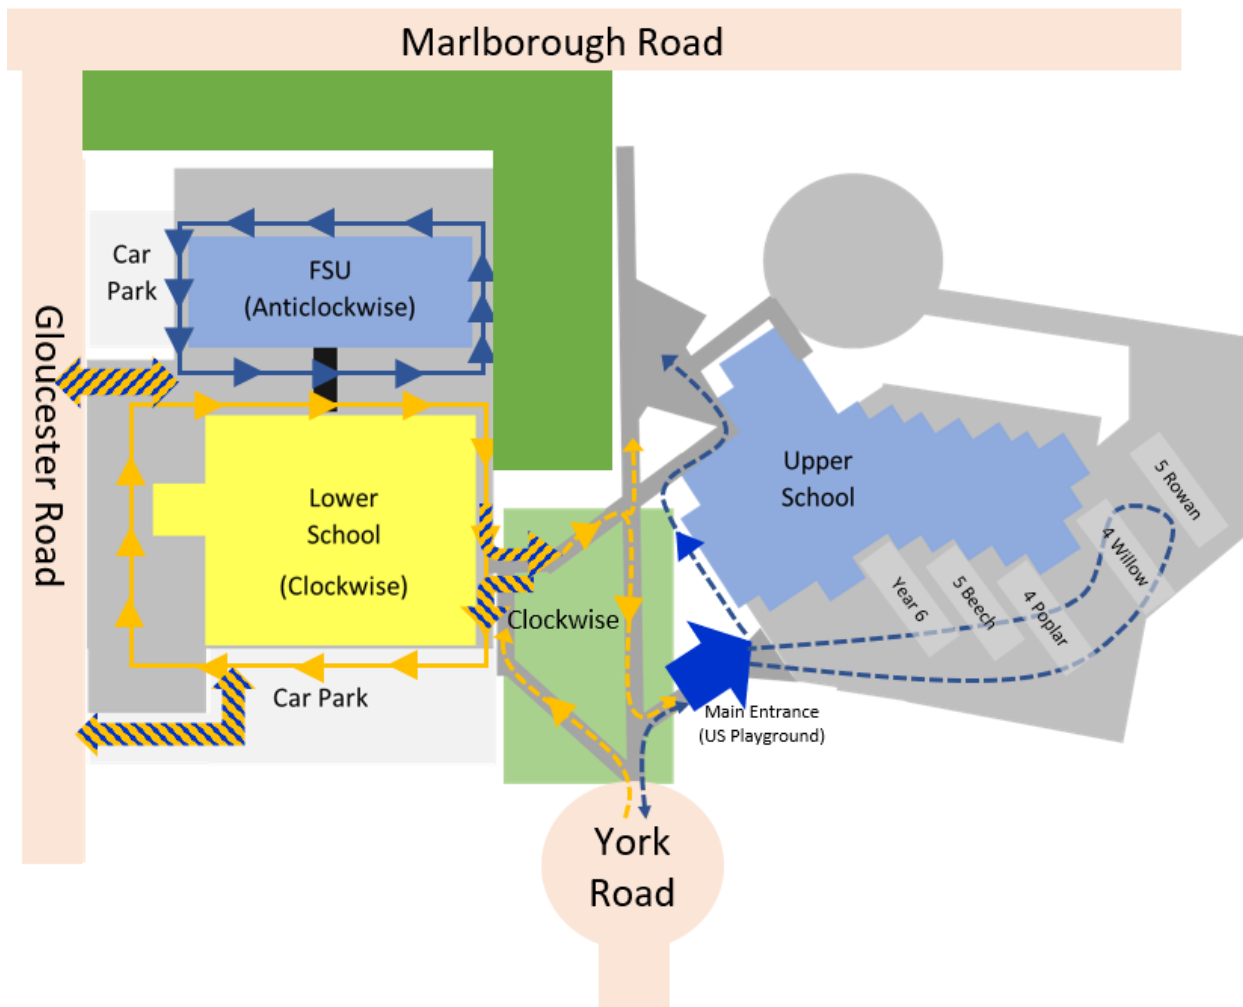 Marlborough Road
Car
Park
FSU
(Anticlockwise)
Gloucester Road
Lower
School
(Clockwise)
Upper
School
5 Rowan
4 Willow
Year 6
5 Beech
4 Poplar
Clockwise
Car Park
Main Entrance
(US Playground)
York
Road